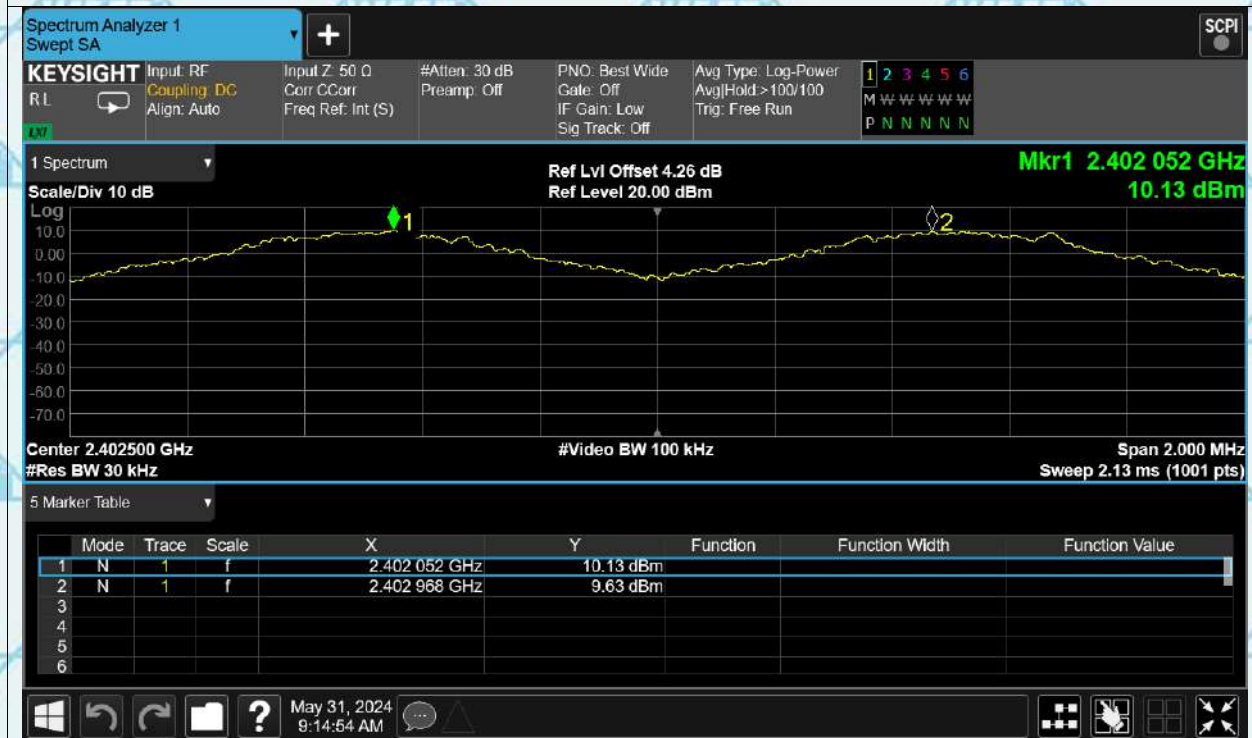 Spectrum Analyzer 1
Swept SA
+
SCPI
KEYSIGHT
RL
LXI
Input: RF
Coupling: DC
Align: Auto
Input Z: 50 Ω
Corr CCorr
Freq Ref: Int (S)
#Atten: 30 dB
Preamp: Off
PNO: Best Wide
Gate: Off
IF Gain: Low
Sig Track: Off
Avg Type: Log-Power
Avg|Hold:>100/100
Trig: Free Run
1 2 3 4 5 6
M W W W W W
P N N N N N
1 Spectrum
Scale/Div 10 dB
Ref Lvl Offset 4.26 dB
Ref Level 20.00 dBm
Mkr1 2.402 052 GHz
10.13 dBm
Log
10.0
0.00
-10.0
-20.0
-30.0
-40.0
-50.0
-60.0
-70.0
1
2
Center 2.402500 GHz
#Res BW 30 kHz
#Video BW 100 kHz
Span 2.000 MHz
Sweep 2.13 ms (1001 pts)
5 Marker Table
Mode Trace Scale X Y Function Function Width Function Value
1 N 1 f 2.402 052 GHz 10.13 dBm
2 N 1 f 2.402 968 GHz 9.63 dBm
3
4
5
6
?
May 31, 2024
9:14:54 AM